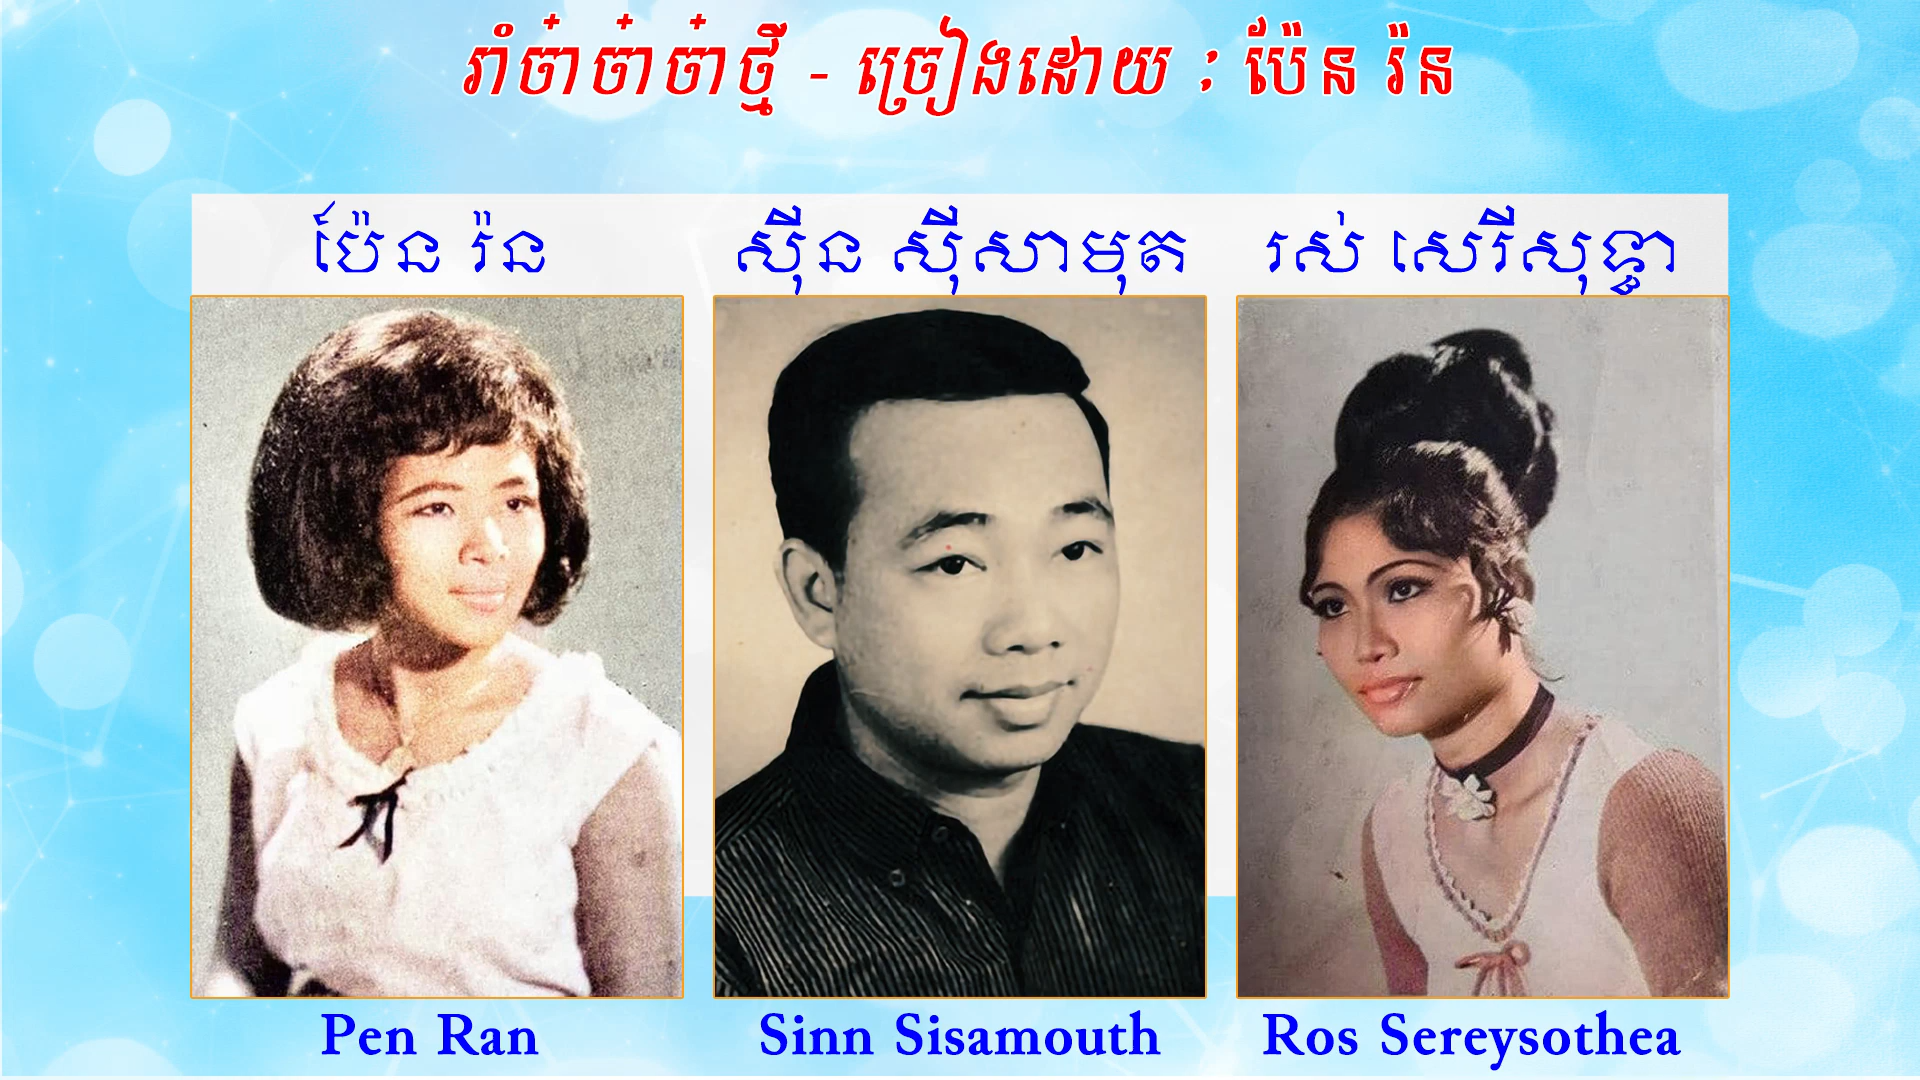 រាំច៎ាច៎ាច៎ាថ្មី - ច្រៀងដោយ : ប៉ែន រ៉ន
ប៉ែន រ៉ន ស៊ីន ស៊ីសាមុត រស់ សេរីសុទ្ធា
Pen Ran Sinn Sisamouth Ros Sereysothea